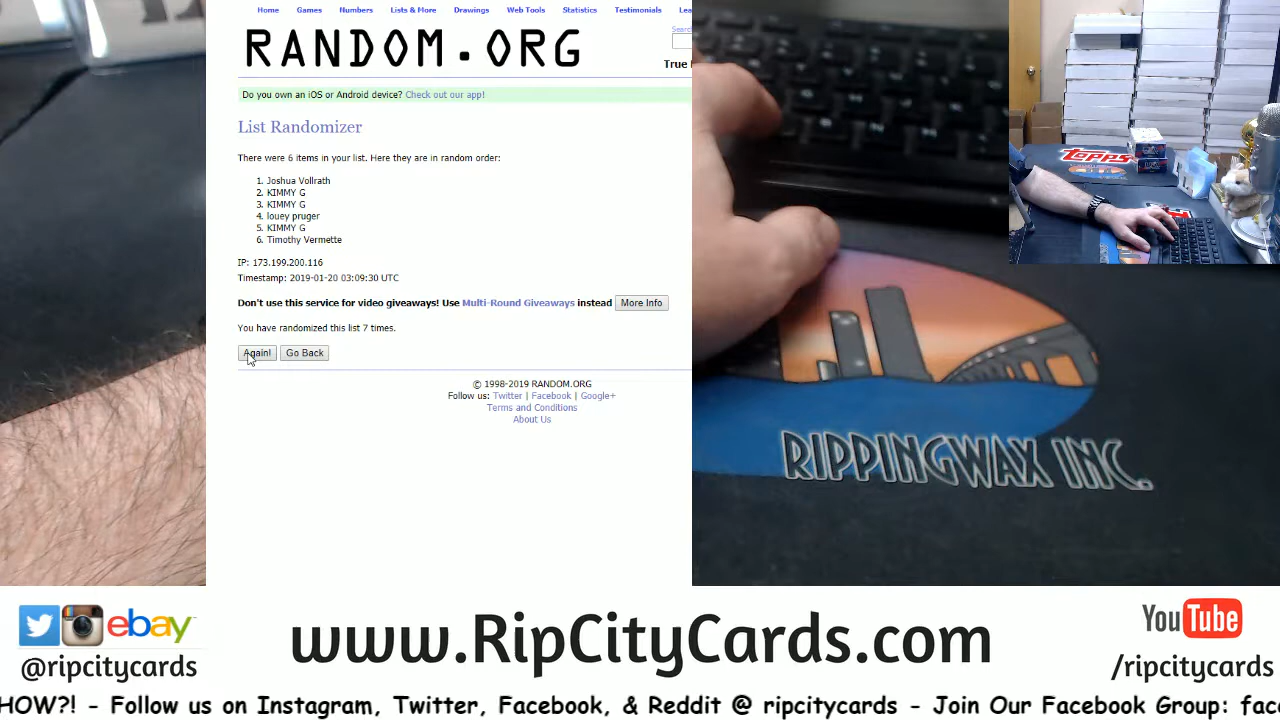 Home Games Numbers Lists & More Drawings Web Tools Statistics Testimonials Lea
RANDOM.ORG
Search
True
Do you own an iOS or Android device? Check out our app!
List Randomizer
There were 6 items in your list. Here they are in random order:
1. Joshua Vollrath
2. KIMMY G
3. KIMMY G
4. louey pruger
5. KIMMY G
6. Timothy Vermette
IP: 173.199.200.116
Timestamp: 2019-01-20 03:09:30 UTC
Don't use this service for video giveaways! Use Multi-Round Giveaways instead More Info
You have randomized this list 7 times.
Again! Go Back
© 1998-2019 RANDOM.ORG
Follow us: Twitter | Facebook | Google+
Terms and Conditions
About Us
topps
RIPPINGWAX INC.
ebay
@ripcitycards
www.RipCityCards.com
YouTube
/ripcitycards
HOW?! - Follow us on Instagram, Twitter, Facebook, & Reddit @ ripcitycards - Join Our Facebook Group: face